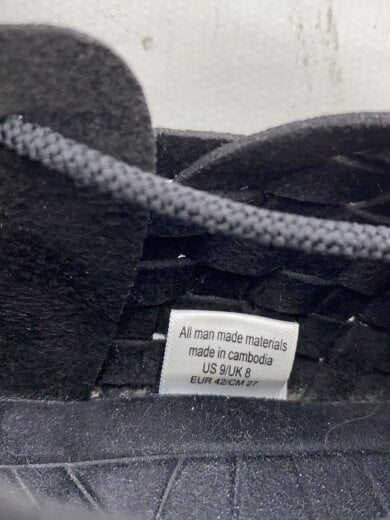 All man made materials
made in cambodia
US 9/UK 8
EUR 42/CM 27